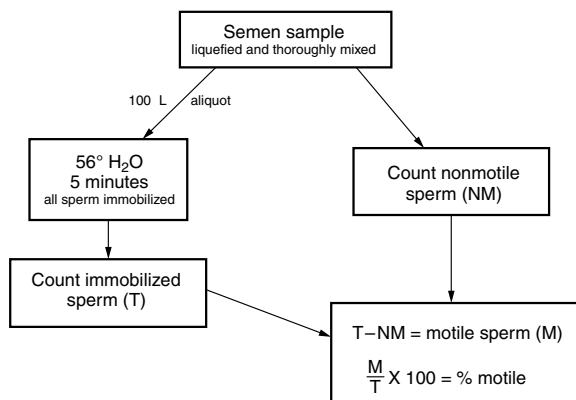 Semen sample
liquefied and thoroughly mixed
100 L aliquot
56° H₂O
5 minutes
all sperm immobilized
Count nonmotile
sperm (NM)
Count immobilized
sperm (T)
T–NM = motile sperm (M)
M/T X 100 = % motile